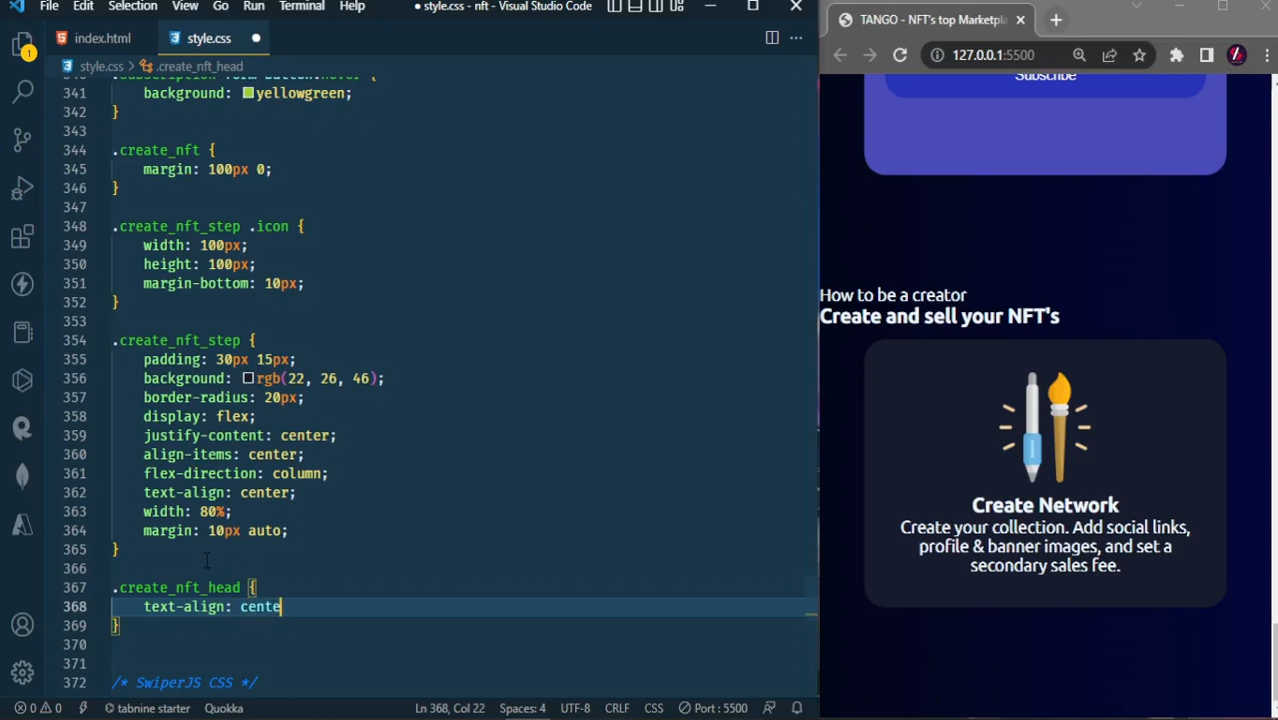 File Edit Selection View Go Run Terminal Help
● style.css - nft - Visual Studio Code
index.html
style.css ●
style.css > .create_nft_head
341 background: yellowgreen;
342 }
343
344 .create_nft {
345 margin: 100px 0;
346 }
347
348 .create_nft_step .icon {
349 width: 100px;
350 height: 100px;
351 margin-bottom: 10px;
352 }
353
354 .create_nft_step {
355 padding: 30px 15px;
356 background: rgb(22, 26, 46);
357 border-radius: 20px;
358 display: flex;
359 justify-content: center;
360 align-items: center;
361 flex-direction: column;
362 text-align: center;
363 width: 80%;
364 margin: 10px auto;
365 }
366
367 .create_nft_head {
368 text-align: cente
369 }
370
371
372 /* SwiperJS CSS */
1
0 0 tabnine starter Quokka
Ln 368, Col 22 Spaces: 4 UTF-8 CRLF CSS Port : 5500
TANGO - NFT's top Marketpla
127.0.0.1:5500
Subscribe
How to be a creator
Create and sell your NFT's
Create Network
Create your collection. Add social links,
profile & banner images, and set a
secondary sales fee.